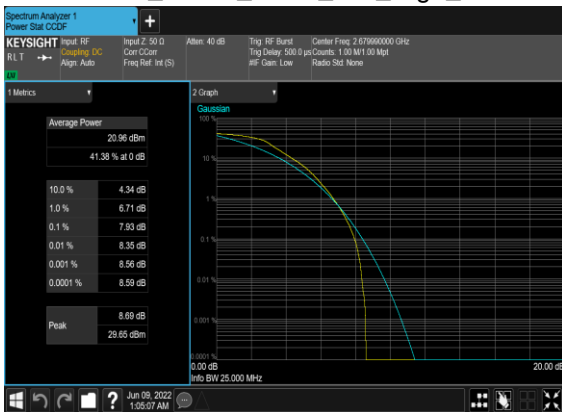 Spectrum Analyzer 1
Power Stat CCDF
+
KEYSIGHT
RLT
LV
Input: RF
Coupling: DC
Align: Auto
Input Z: 50 Ω
Corr CCorr
Freq Ref: Int (S)
Atten: 40 dB
Trig: RF Burst
Trig Delay: 500.0 µs
#IF Gain: Low
Center Freq: 2.679990000 GHz
Counts: 1.00 M/1.00 Mpt
Radio Std: None
1 Metrics
Average Power
20.96 dBm
41.38 % at 0 dB
10.0 % 4.34 dB
1.0 % 6.71 dB
0.1 % 7.93 dB
0.01 % 8.35 dB
0.001 % 8.56 dB
0.0001 % 8.59 dB
Peak
8.69 dB
29.65 dBm
2 Graph
Gaussian
100 %
10 %
1 %
0.1 %
0.01 %
0.001 %
0.0001 %
0.00 dB 20.00 dB
Info BW 25.000 MHz
?
Jun 09, 2022
1:05:07 AM